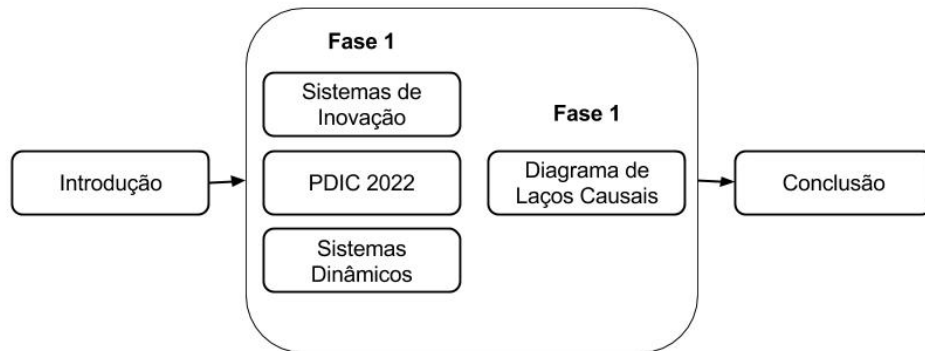 Fase 1
Sistemas de
Inovação
Fase 1
Introdução
PDIC 2022
Diagrama de
Laços Causais
Conclusão
Sistemas
Dinâmicos